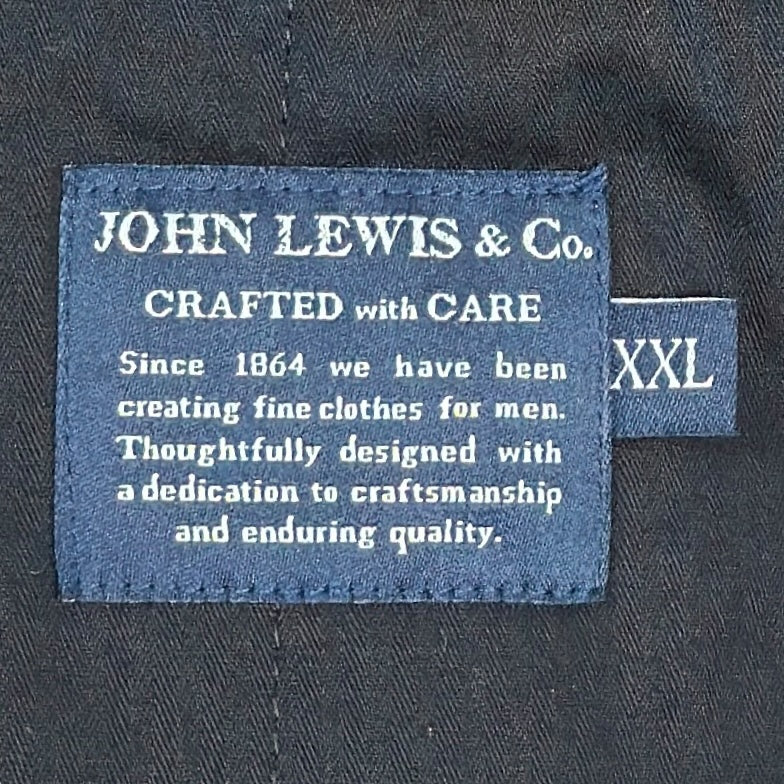 JOHN LEWIS & Co.
CRAFTED with CARE
Since 1864 we have been
creating fine clothes for men.
Thoughtfully designed with
a dedication to craftsmanship
and enduring quality.
XXL